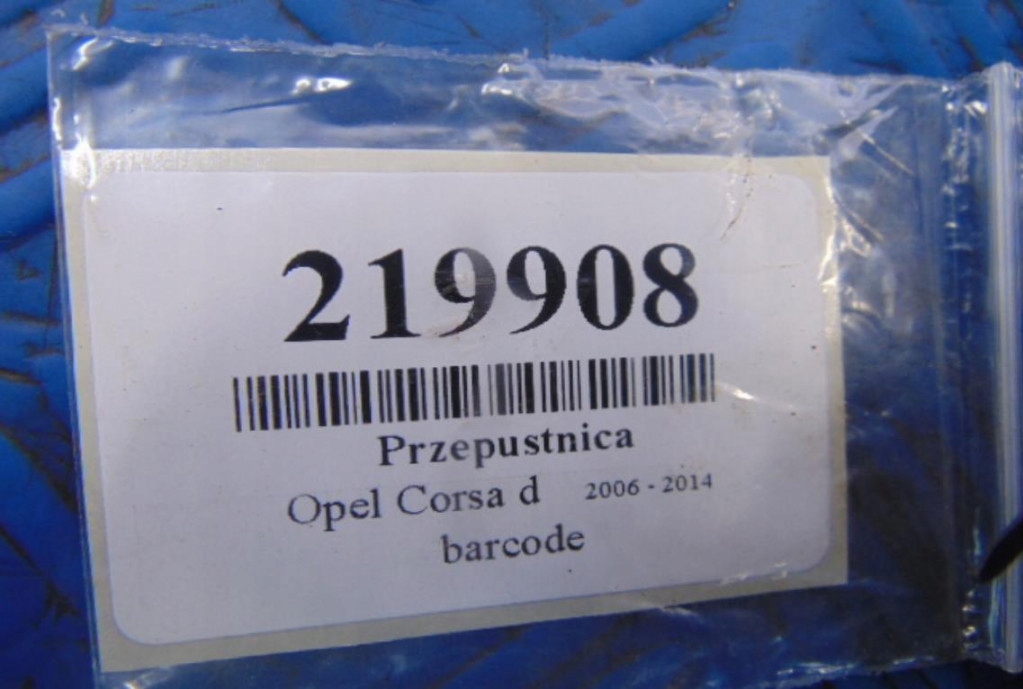 219908
Przepustnica
Opel Corsa d 2006 - 2014
barcode